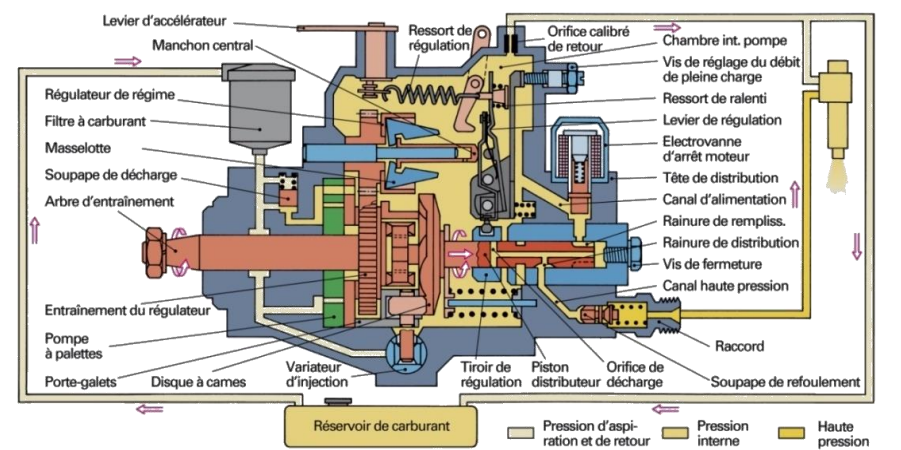 Levier d'accélérateur
Manchon central
Ressort de
régulation
Orifice calibré
de retour
Chambre int. pompe
Vis de réglage du débit
de pleine charge
Régulateur de régime
Ressort de ralenti
Filtre à carburant
Levier de régulation
Masselotte
Electrovanne
d'arrêt moteur
Soupape de décharge
Tête de distribution
Arbre d'entraînement
Canal d'alimentation
Rainure de rempliss.
Rainure de distribution
Vis de fermeture
Canal haute pression
Entraînement du régulateur
Pompe
à palettes
Raccord
Porte-galets
Disque à cames
Variateur
d'injection
Tiroir de
régulation
Piston
distributeur
Orifice de
décharge
Soupape de refoulement
Réservoir de carburant
Pression d'aspi-
ration et de retour
Pression
interne
Haute
pression